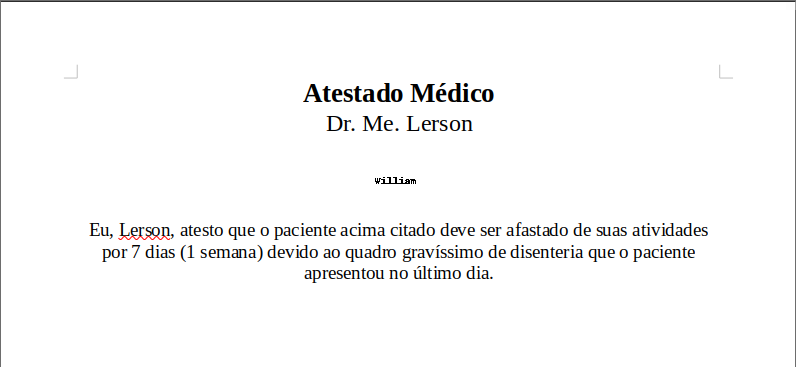 Atestado Médico
Dr. Me. Lerson
William
Eu, Lerson, atesto que o paciente acima citado deve ser afastado de suas atividades
por 7 dias (1 semana) devido ao quadro gravíssimo de disenteria que o paciente
apresentou no último dia.